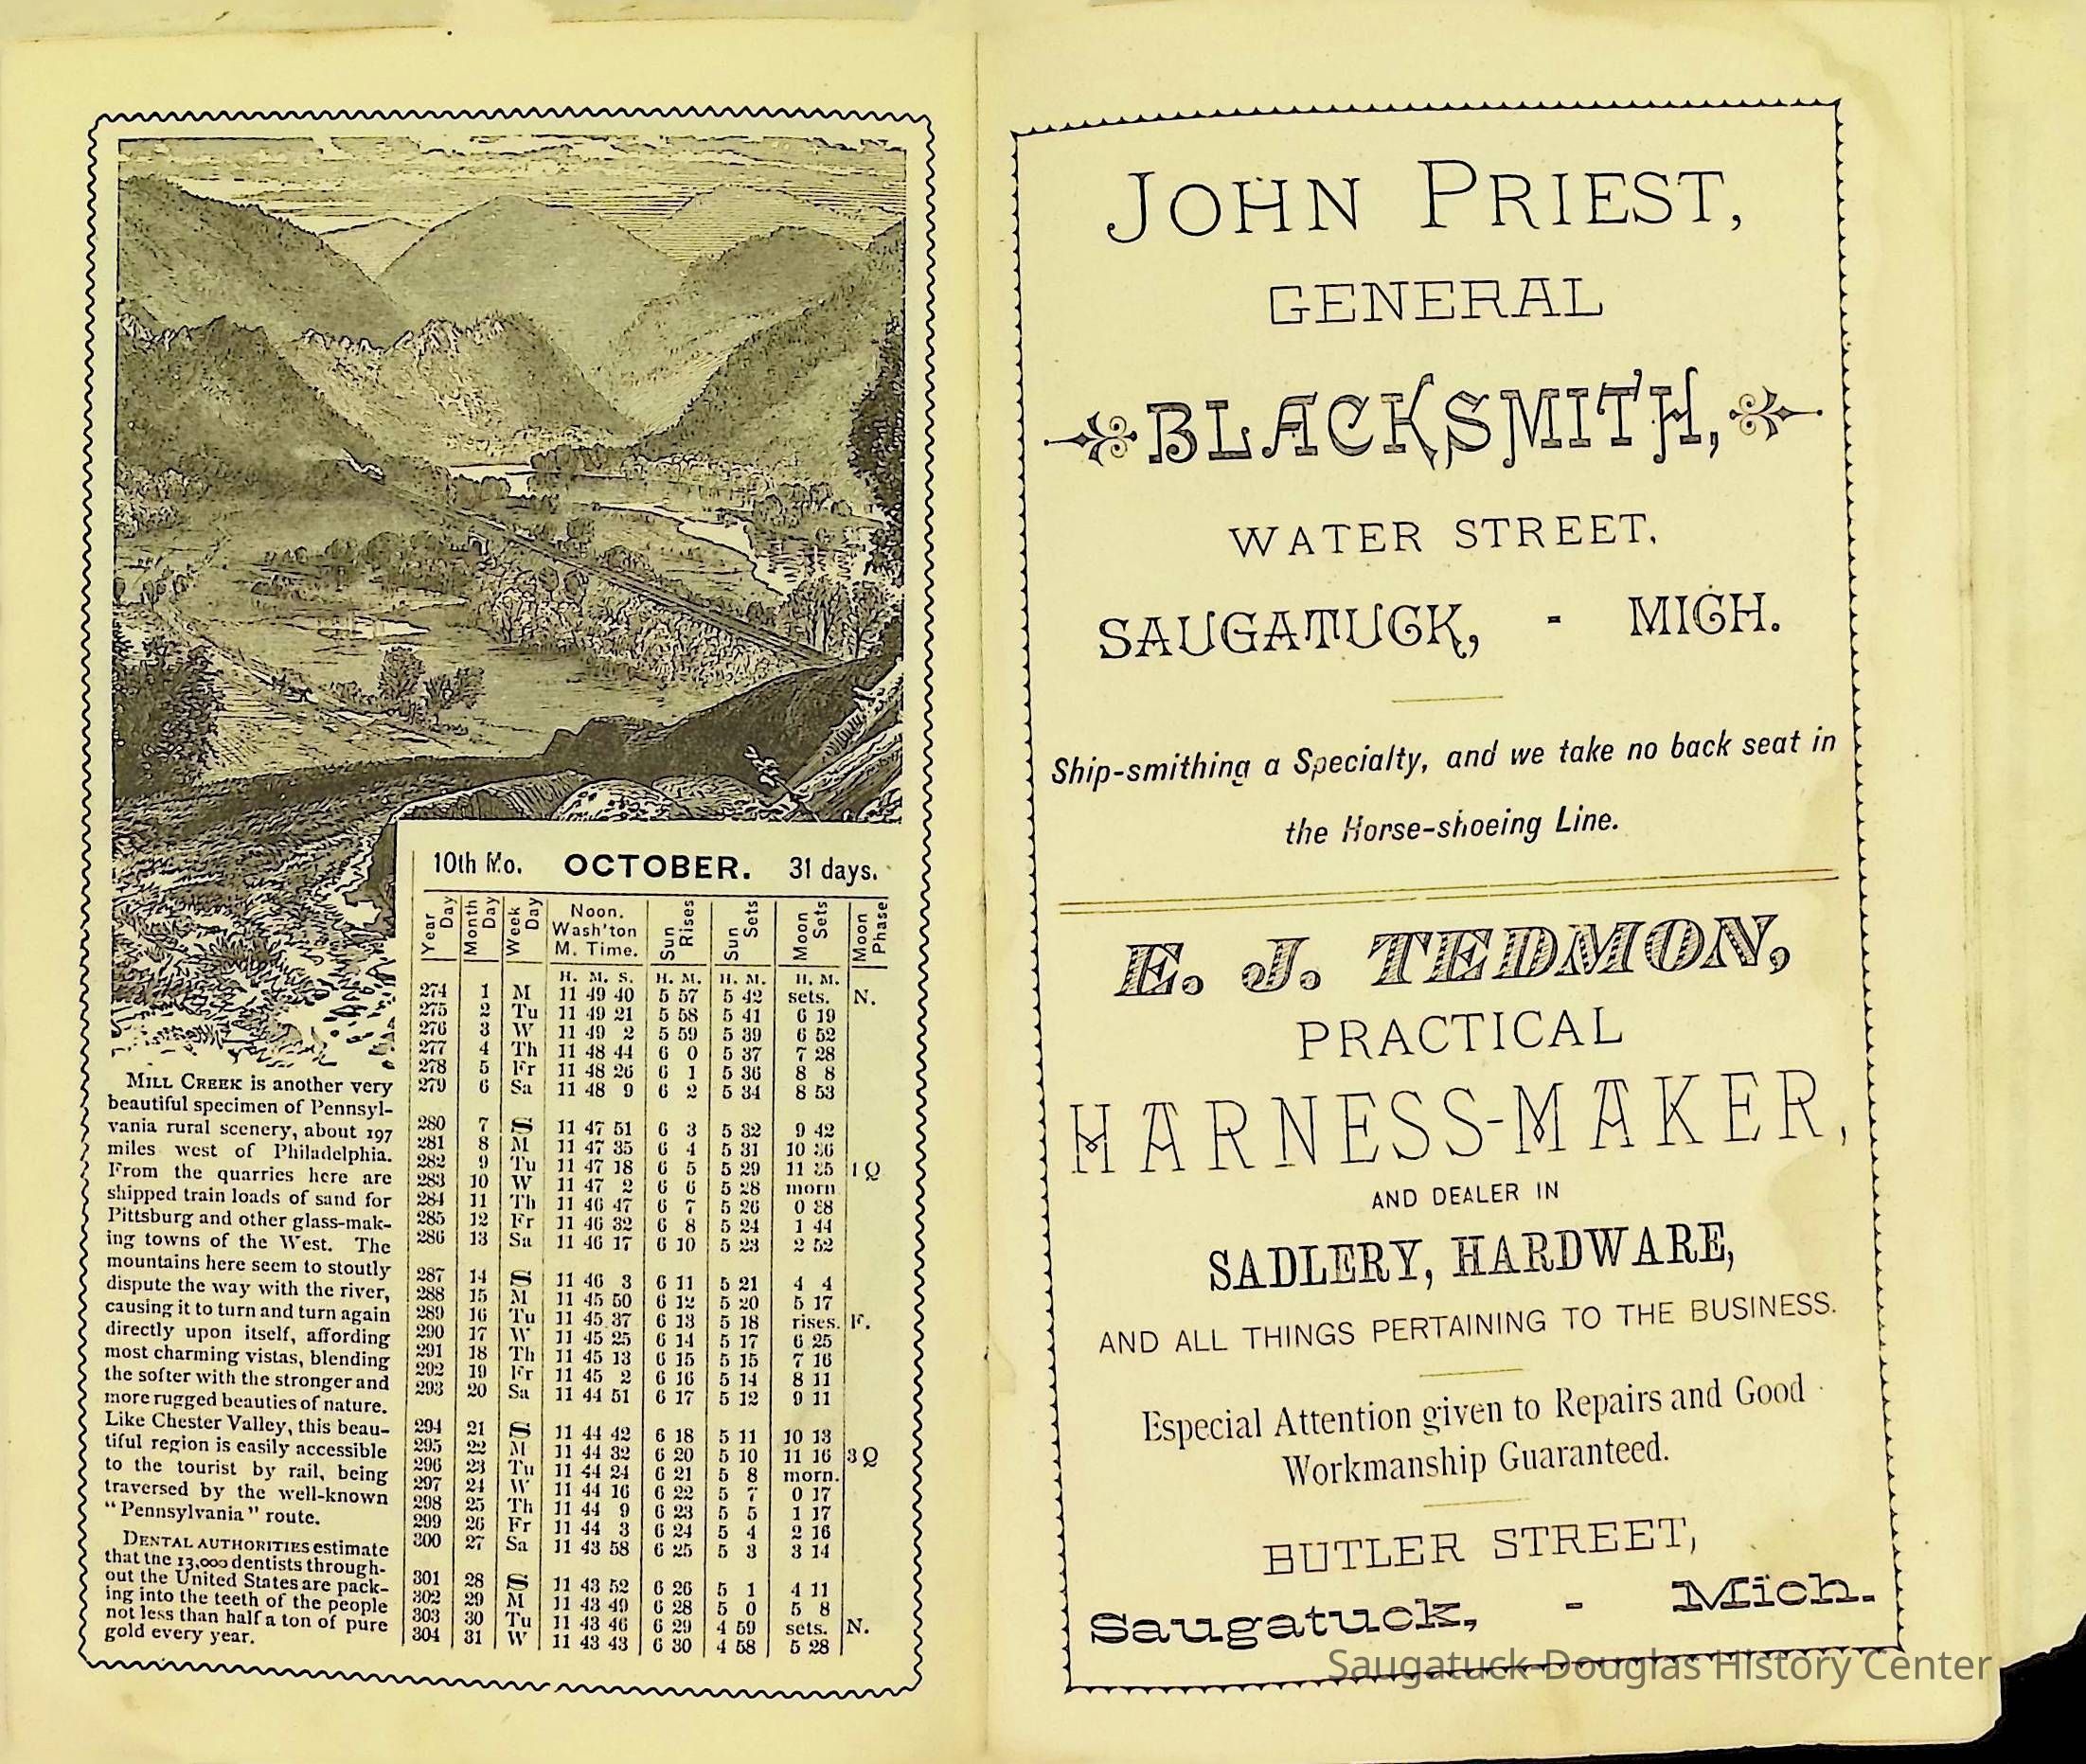 10th Mo. OCTOBER. 31 days.
Year Day Month Day Week Day Noon. Wash'ton M. Time. Sun Rises Sun Sets Moon Sets Moon Phase
H. M. S. H. M. H. M. H. M.
274 1 M 11 49 40 5 57 5 42 sets. N.
275 2 Tu 11 49 21 5 58 5 41 6 19
276 3 W 11 49 2 5 59 5 39 6 52
277 4 Th 11 48 44 6 0 5 37 7 28
278 5 Fr 11 48 26 6 1 5 36 8 8
279 6 Sa 11 48 9 6 2 5 34 8 53
280 7 S 11 47 51 6 3 5 32 9 42
281 8 M 11 47 35 6 4 5 31 10 36
282 9 Tu 11 47 18 6 5 5 29 11 35 1 Q
283 10 W 11 47 2 6 6 5 28 morn
284 11 Th 11 46 47 6 7 5 26 0 38
285 12 Fr 11 46 32 6 8 5 24 1 44
286 13 Sa 11 46 17 6 10 5 23 2 52
287 14 S 11 46 3 6 11 5 21 4 4
288 15 M 11 45 50 6 12 5 20 5 17
289 16 Tu 11 45 37 6 13 5 18 rises. F.
290 17 W 11 45 25 6 14 5 17 6 25
291 18 Th 11 45 13 6 15 5 15 7 16
292 19 Fr 11 45 2 6 16 5 14 8 11
293 20 Sa 11 44 51 6 17 5 12 9 11
294 21 S 11 44 42 6 18 5 11 10 13
295 22 M 11 44 32 6 20 5 10 11 16 3 Q
296 23 Tu 11 44 24 6 21 5 8 morn.
297 24 W 11 44 16 6 22 5 7 0 17
298 25 Th 11 44 9 6 23 5 5 1 17
299 26 Fr 11 44 3 6 24 5 4 2 16
300 27 Sa 11 43 58 6 25 5 3 3 14
301 28 S 11 43 52 6 26 5 1 4 11
302 29 M 11 43 49 6 28 5 0 5 8
303 30 Tu 11 43 46 6 29 4 59 sets. N.
304 31 W 11 43 43 6 30 4 58 5 28
MILL CREEK is another very
beautiful specimen of Pennsyl-
vania rural scenery, about 197
miles west of Philadelphia.
From the quarries here are
shipped train loads of sand for
Pittsburg and other glass-mak-
ing towns of the West. The
mountains here seem to stoutly
dispute the way with the river,
causing it to turn and turn again
directly upon itself, affording
most charming vistas, blending
the softer with the stronger and
more rugged beauties of nature.
Like Chester Valley, this beau-
tiful region is easily accessible
to the tourist by rail, being
traversed by the well-known
"Pennsylvania" route.
DENTAL AUTHORITIES estimate
that the 13,000 dentists through-
out the United States are pack-
ing into the teeth of the people
not less than half a ton of pure
gold every year.
JOHN PRIEST,
GENERAL
BLACKSMITH,
WATER STREET,
SAUGATUCK, - MICH.
Ship-smithing a Specialty, and we take no back seat in
the Horse-shoeing Line.
E. J. TEDMON,
PRACTICAL
HARNESS-MAKER,
AND DEALER IN
SADLERY, HARDWARE,
AND ALL THINGS PERTAINING TO THE BUSINESS.
Especial Attention given to Repairs and Good
Workmanship Guaranteed.
BUTLER STREET,
Saugatuck, - Mich.
Saugatuck-Douglas History Center